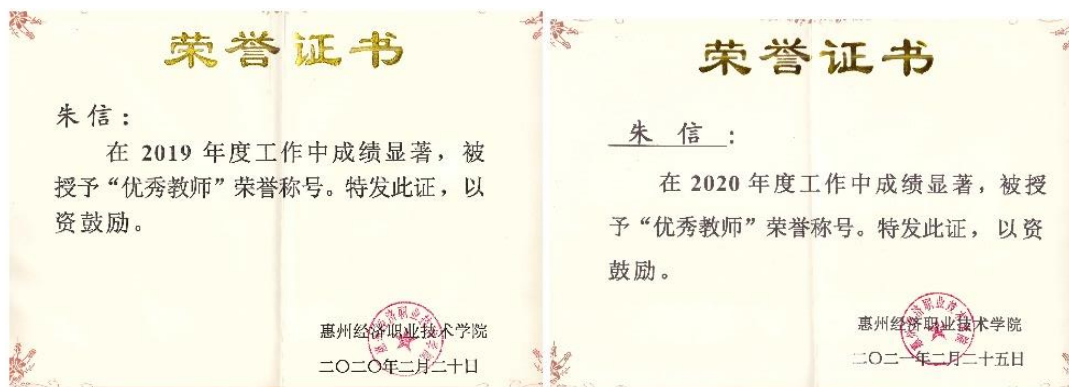 荣誉证书
朱信：
在 2019 年度工作中成绩显著，被
授予“优秀教师”荣誉称号。特发此证，以
资鼓励。
惠州经济职业技术学院
二〇二〇年二月二十日
荣誉证书
朱 信：
在 2020 年度工作中成绩显著，被授
予“优秀教师”荣誉称号。特发此证，以资
鼓励。
惠州经济职业技术学院
二〇二一年二月二十五日